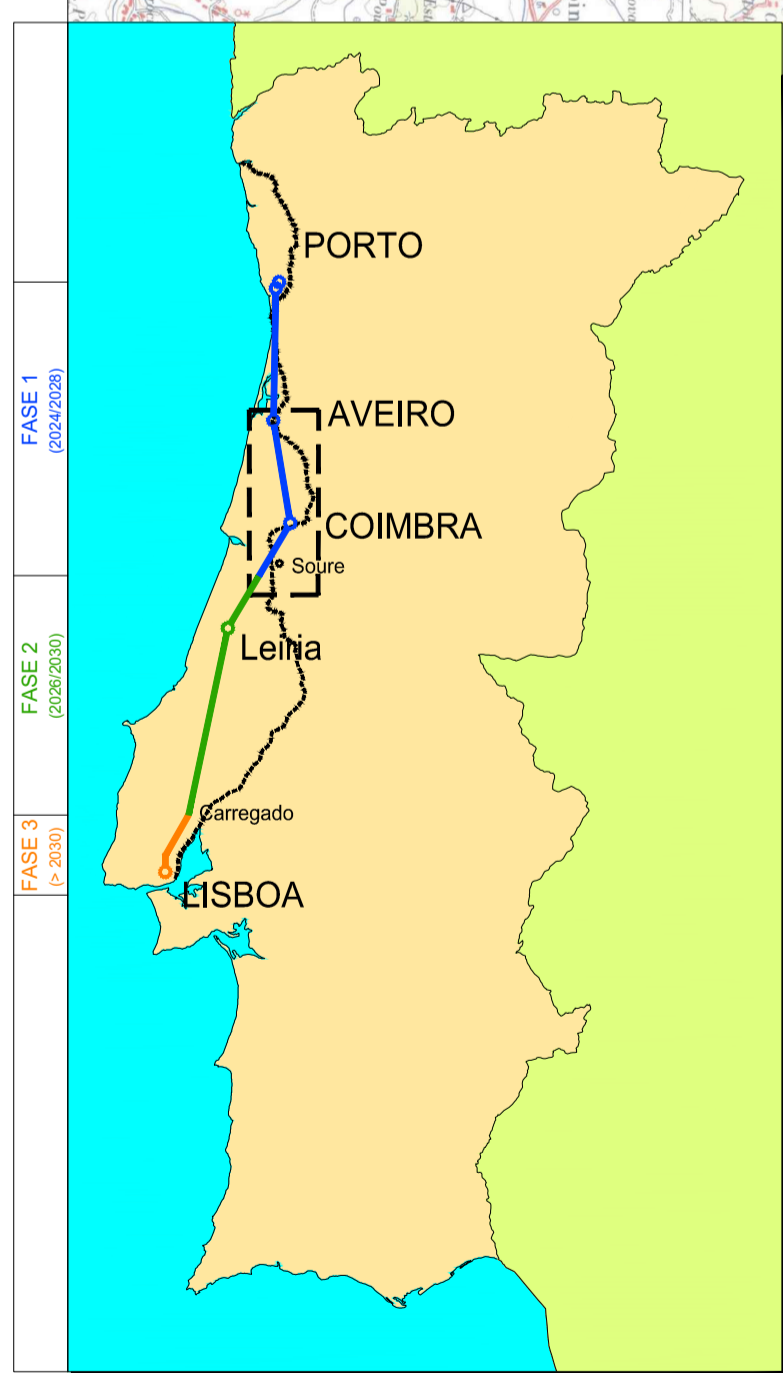 PORTO
FASE 1
(2024/2028)
AVEIRO
COIMBRA
Soure
FASE 2
(2026/2030)
Leiria
Carregado
FASE 3
(> 2030)
LISBOA